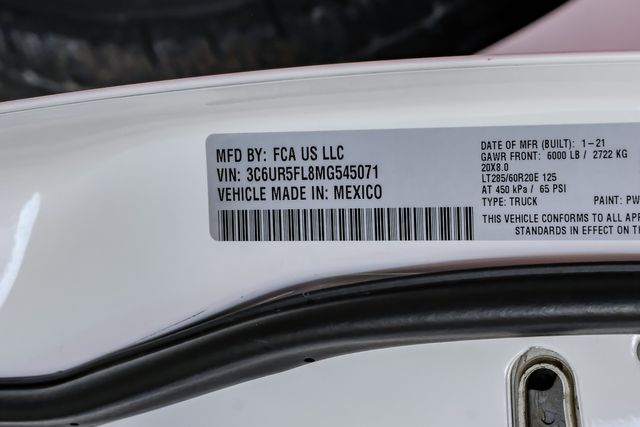 MFD BY: FCA US LLC
VIN: 3C6UR5FL8MG545071
VEHICLE MADE IN: MEXICO
DATE OF MFR (BUILT): 1-21
GAWR FRONT: 6000 LB / 2722 KG
20X8.0
LT285/60R20E 125
AT 450 kPa / 65 PSI
TYPE: TRUCK PAINT: PW
THIS VEHICLE CONFORMS TO ALL APP
STANDARDS IN EFFECT ON T